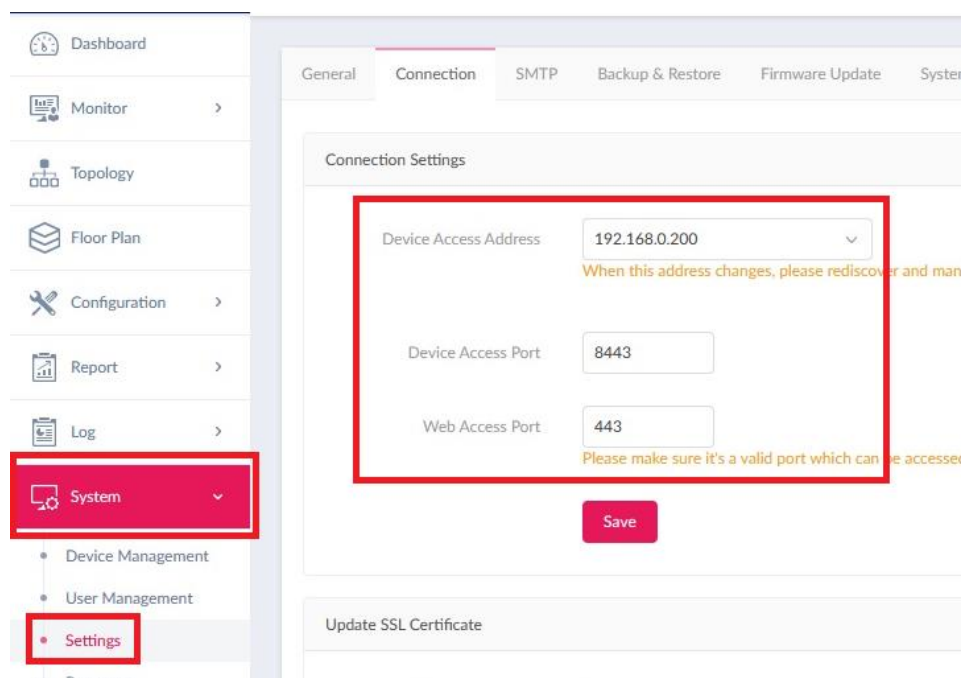 Dashboard
Monitor
Topology
Floor Plan
Configuration
Report
Log
System
Device Management
User Management
Settings
General Connection SMTP Backup & Restore Firmware Update System
Connection Settings
Device Access Address 192.168.0.200
When this address changes, please rediscover and man
Device Access Port 8443
Web Access Port 443
Please make sure it's a valid port which can be accessed
Save
Update SSL Certificate